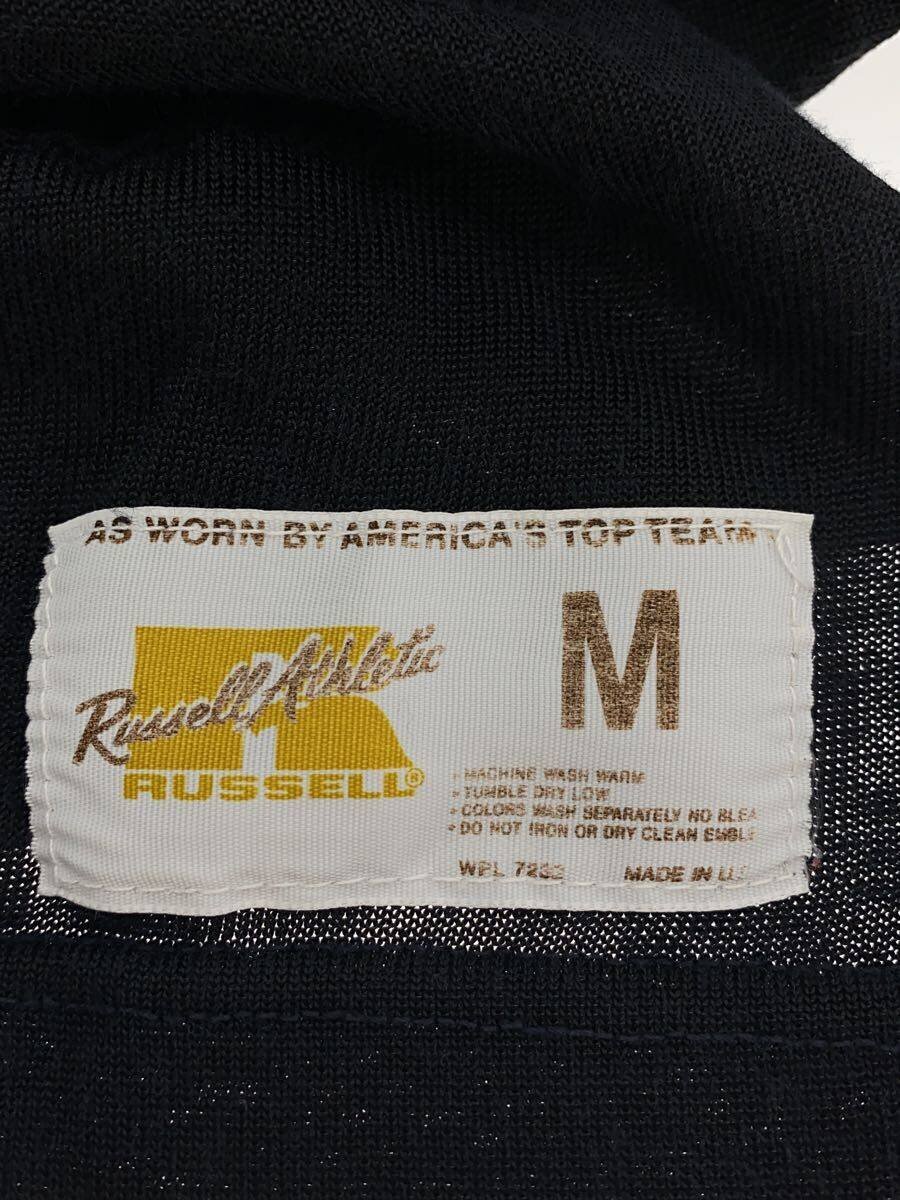 AS WORN BY AMERICA'S TOP TEAM
Russell Athletic
RUSSELL®
M
• MACHINE WASH WARM
• TUMBLE DRY LOW
• COLORS WASH SEPARATELY NO BLEA
• DO NOT IRON OR DRY CLEAN EMBLE
WPL 7232 MADE IN U.S